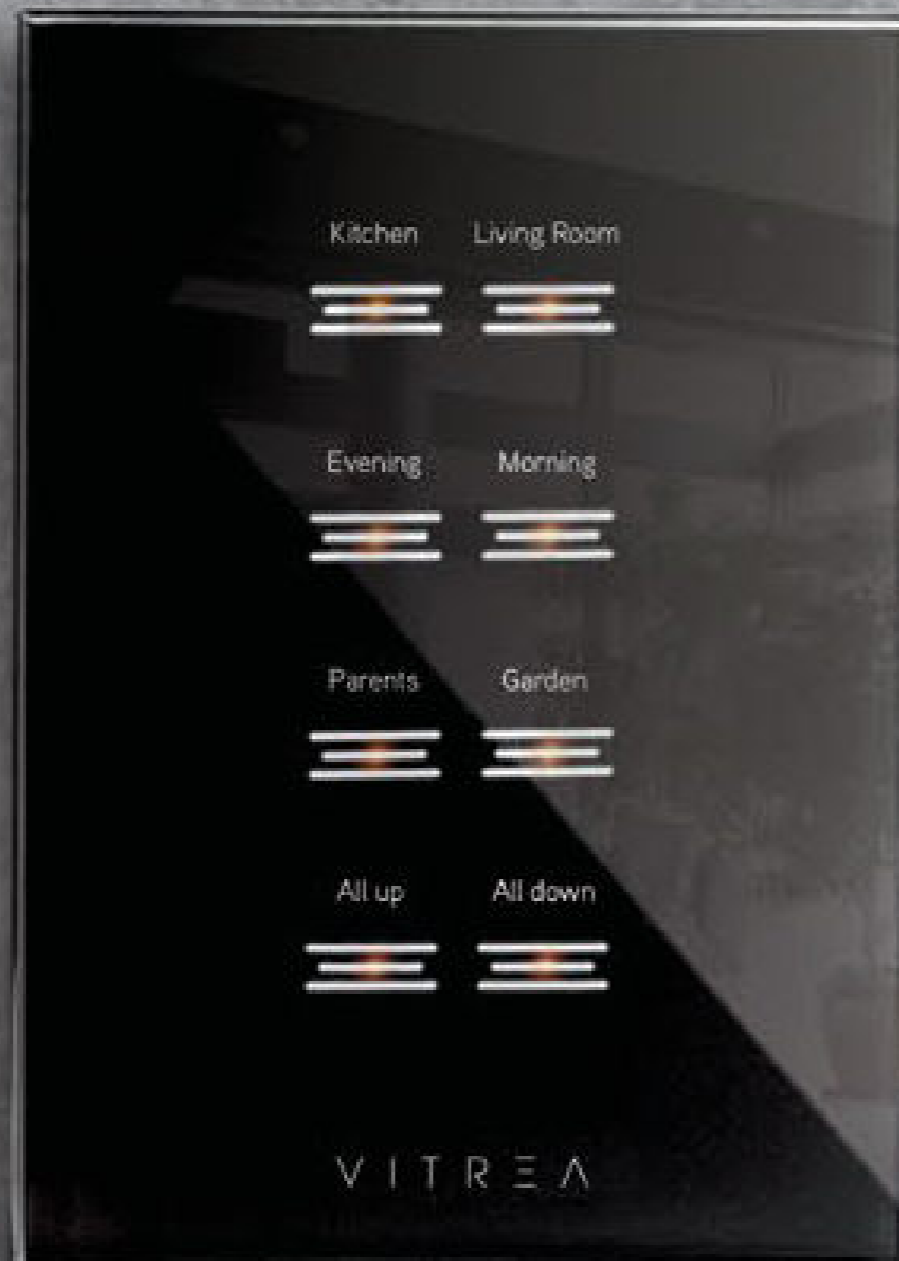 Kitchen Living Room
Evening Morning
Parents Garden
All up All down
VITREA